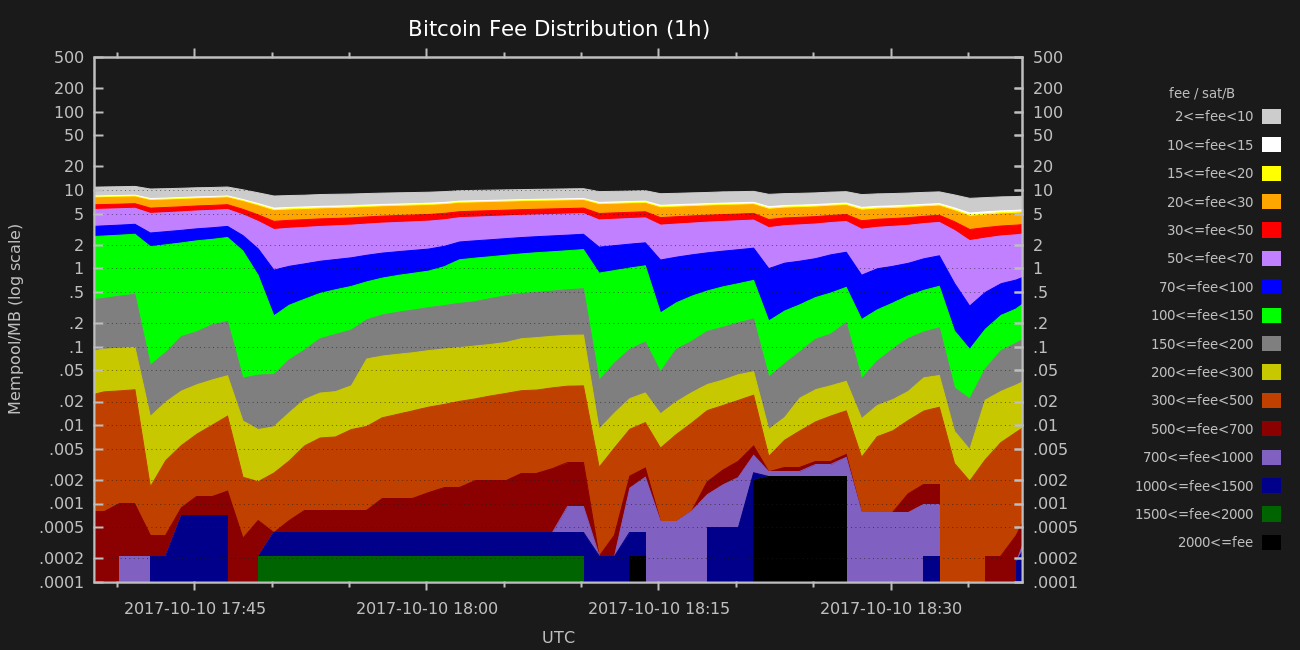 Bitcoin Fee Distribution (1h)
500 500
200 200
100 100
50 50
20 20
10 10
5 5
2 2
1 1
.5 .5
.2 .2
.1 .1
.05 .05
.02 .02
.01 .01
.005 .005
.002 .002
.001 .001
.0005 .0005
.0002 .0002
.0001 .0001
Mempool/MB (log scale)
2017-10-10 17:45 2017-10-10 18:00 2017-10-10 18:15 2017-10-10 18:30
UTC
fee / sat/B
2<=fee<10
10<=fee<15
15<=fee<20
20<=fee<30
30<=fee<50
50<=fee<70
70<=fee<100
100<=fee<150
150<=fee<200
200<=fee<300
300<=fee<500
500<=fee<700
700<=fee<1000
1000<=fee<1500
1500<=fee<2000
2000<=fee